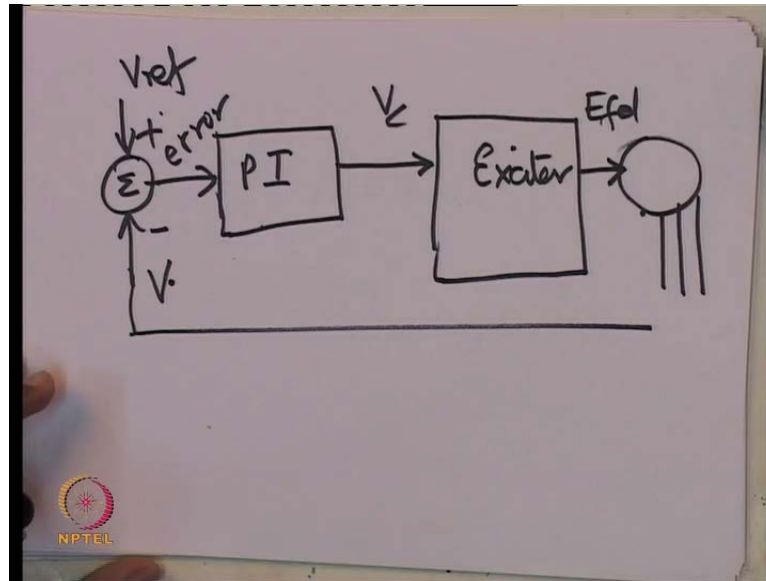 Vref
+
error
Σ
-
V
PI
Vc
Exciter
Efd
NPTEL